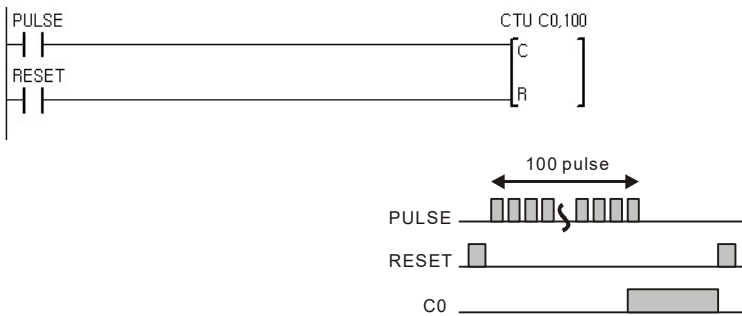 PULSE
CTU C0,100
C
RESET
R
100 pulse
PULSE
RESET
C0